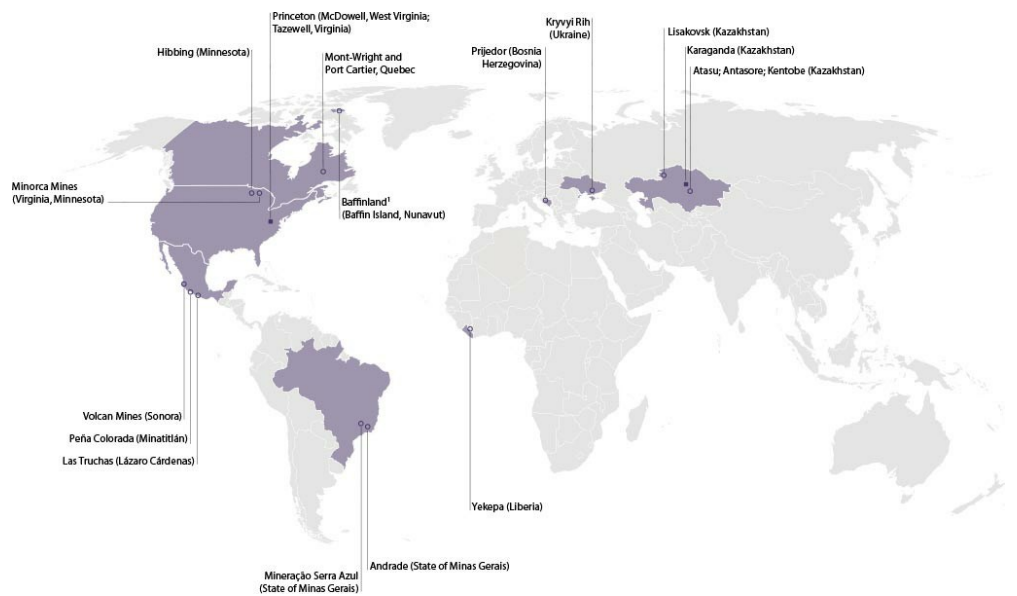 Princeton (McDowell, West Virginia;
Tazewell, Virginia)
Hibbing (Minnesota)
Mont-Wright and
Port Cartier, Quebec
Kryvyi Rih
(Ukraine)
Prijedor (Bosnia
Herzegovina)
Lisakovsk (Kazakhstan)
Karaganda (Kazakhstan)
Atasu; Antasore; Kentobe (Kazakhstan)
Minorca Mines
(Virginia, Minnesota)
Baffinland¹
(Baffin Island, Nunavut)
Volcan Mines (Sonora)
Peña Colorada (Minatitlán)
Las Truchas (Lázaro Cárdenas)
Yekepa (Liberia)
Andrade (State of Minas Gerais)
Mineração Serra Azul
(State of Minas Gerais)